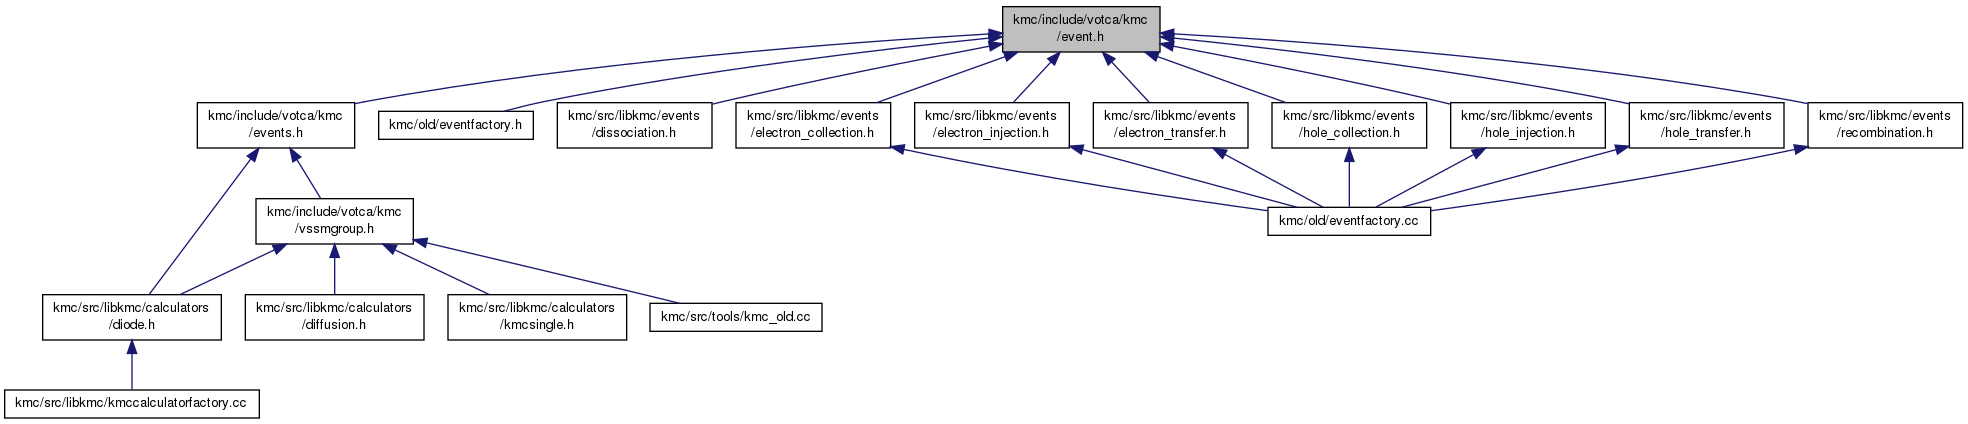 kmc/include/votca/kmc
/event.h
kmc/include/votca/kmc
/events.h
kmc/old/eventfactory.h
kmc/src/libkmc/events
/dissociation.h
kmc/src/libkmc/events
/electron_collection.h
kmc/src/libkmc/events
/electron_injection.h
kmc/src/libkmc/events
/electron_transfer.h
kmc/src/libkmc/events
/hole_collection.h
kmc/src/libkmc/events
/hole_injection.h
kmc/src/libkmc/events
/hole_transfer.h
kmc/src/libkmc/events
/recombination.h
kmc/include/votca/kmc
/vssmgroup.h
kmc/old/eventfactory.cc
kmc/src/libkmc/calculators
/diode.h
kmc/src/libkmc/calculators
/diffusion.h
kmc/src/libkmc/calculators
/kmcsingle.h
kmc/src/tools/kmc_old.cc
kmc/src/libkmc/kmccalculatorfactory.cc